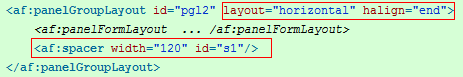 <af:panelGroupLayout id="pgl2" layout="horizontal" halign="end">
<af:panelFormLayout ... /af:panelFormLayout>
<af:spacer width="120" id="s1"/>
</af:panelGroupLayout>